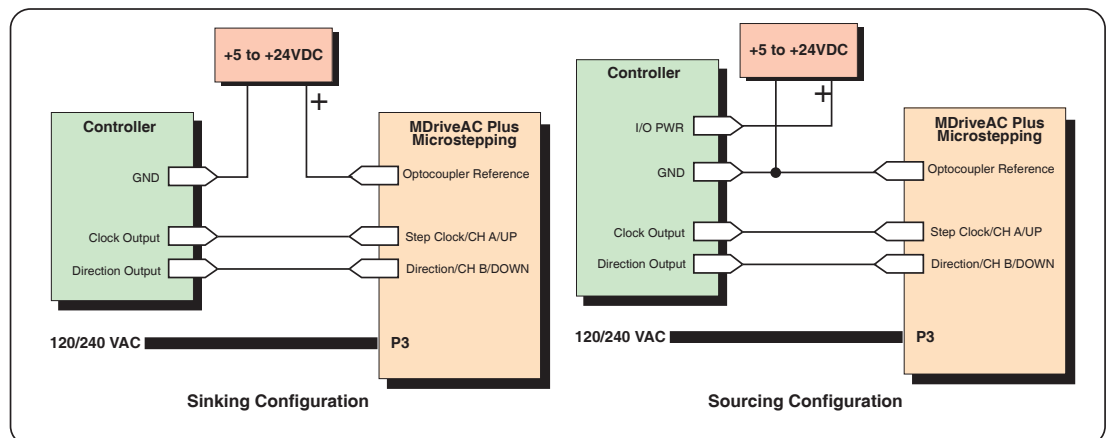 +5 to +24VDC
+
Controller
GND
Clock Output
Direction Output
MDriveAC Plus
Microstepping
Optocoupler Reference
Step Clock/CH A/UP
Direction/CH B/DOWN
120/240 VAC
P3
Sinking Configuration
+5 to +24VDC
+
Controller
I/O PWR
GND
Clock Output
Direction Output
MDriveAC Plus
Microstepping
Optocoupler Reference
Step Clock/CH A/UP
Direction/CH B/DOWN
120/240 VAC
P3
Sourcing Configuration